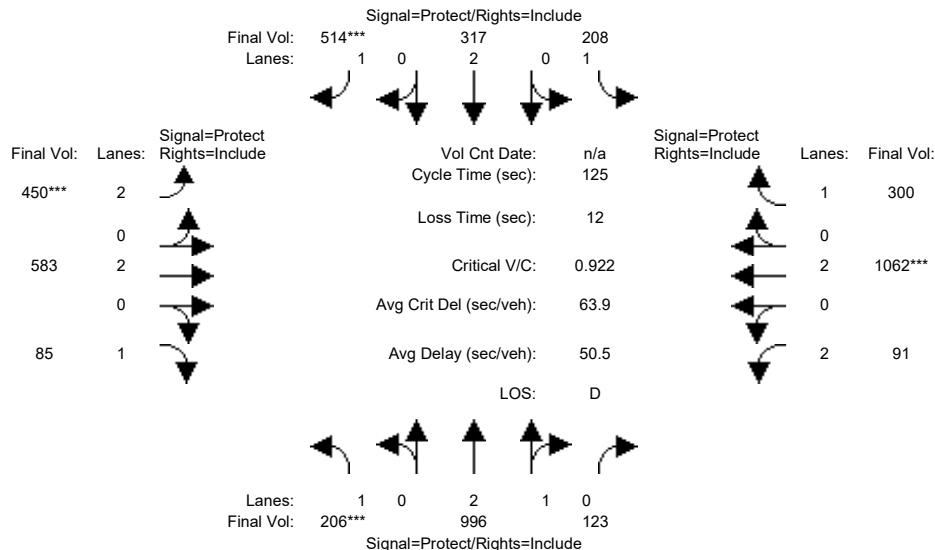 Signal=Protect/Rights=Include
Final Vol: 514*** 317 208
Lanes: 1 0 2 0 1
Signal=Protect
Final Vol: Lanes: Rights=Include
Vol Cnt Date: n/a
Signal=Protect
Rights=Include Lanes: Final Vol:
Cycle Time (sec): 125
450*** 2
1 300
Loss Time (sec): 12
0
0
583 2
Critical V/C: 0.922
2 1062***
0
Avg Crit Del (sec/veh): 63.9
0
85 1
Avg Delay (sec/veh): 50.5
2 91
LOS: D
Lanes: 1 0 2 1 0
Final Vol: 206*** 996 123
Signal=Protect/Rights=Include